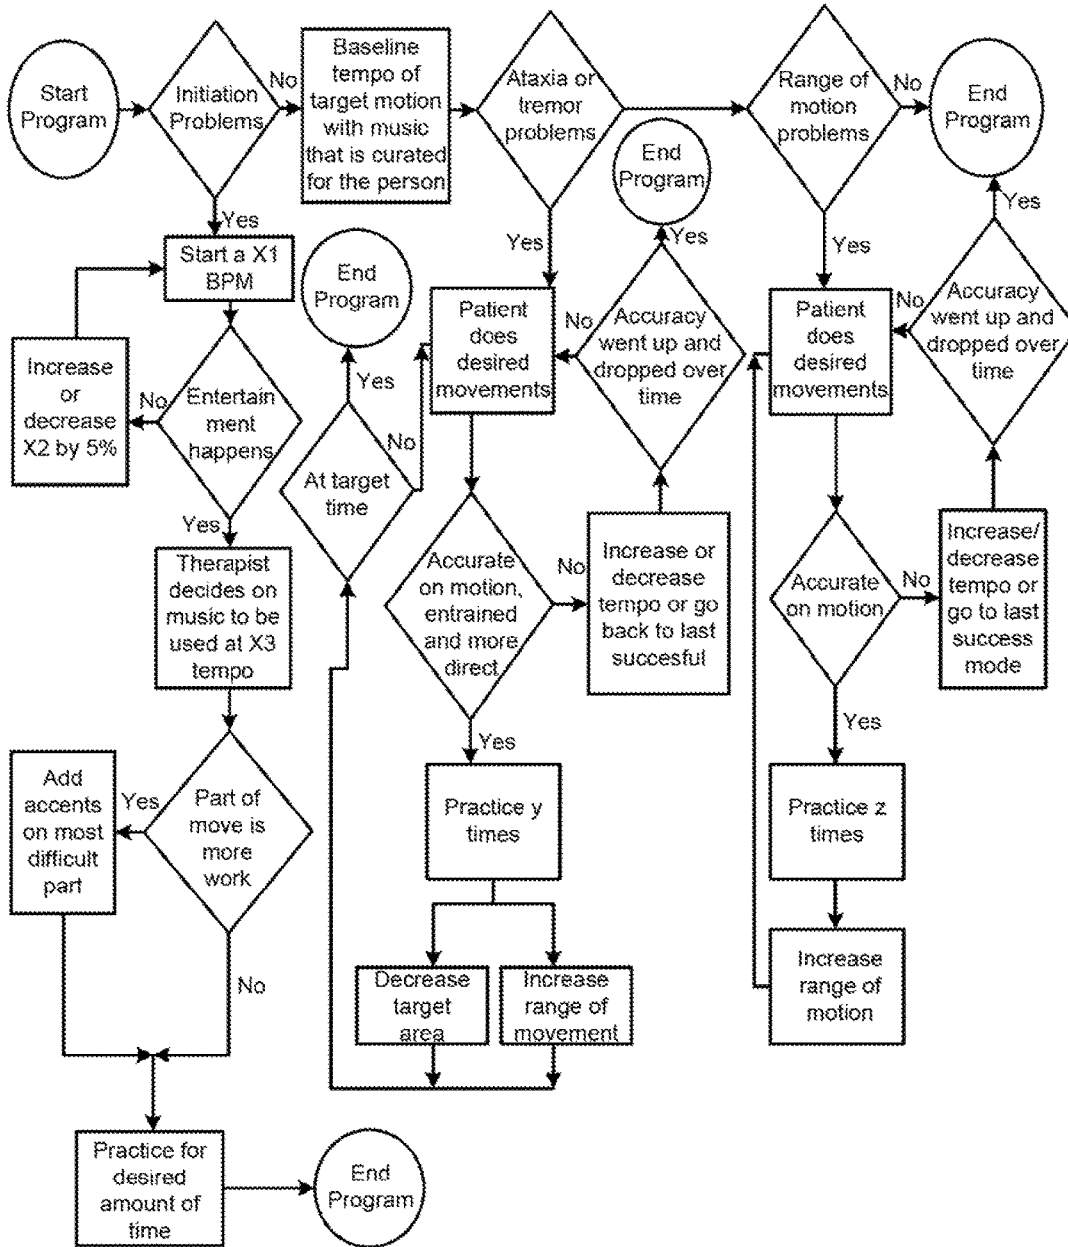 Start
Program
Initiation
Problems
No
Baseline
tempo of
target motion
with music
that is curated
for the person
Ataxia or
tremor
problems
Range of
motion
problems
No
End
Program
End
Program
Yes
Start a X1
BPM
End
Program
Yes
Patient
does
desired
movements
Yes
No
Accuracy
went up and
dropped over
time
Yes
Patient
does
desired
movements
Yes
No
Accuracy
went up and
dropped over
time
Increase
or
decrease
X2 by 5%
No
Entertain
ment
happens
Yes
At target
time
Yes
No
Therapist
decides on
music to be
used at X3
tempo
Accurate
on motion,
entrained
and more
direct
No
Increase or
decrease
tempo or go
back to last
succesful
Accurate
on motion
No
Increase/
decrease
tempo or
go to last
success
mode
Yes
Yes
Add
accents
on most
difficult
part
Yes
Part of
move is
more
work
No
Practice y
times
Practice z
times
Decrease
target
area
Increase
range of
movement
Increase
range of
motion
Practice for
desired
amount of
time
End
Program